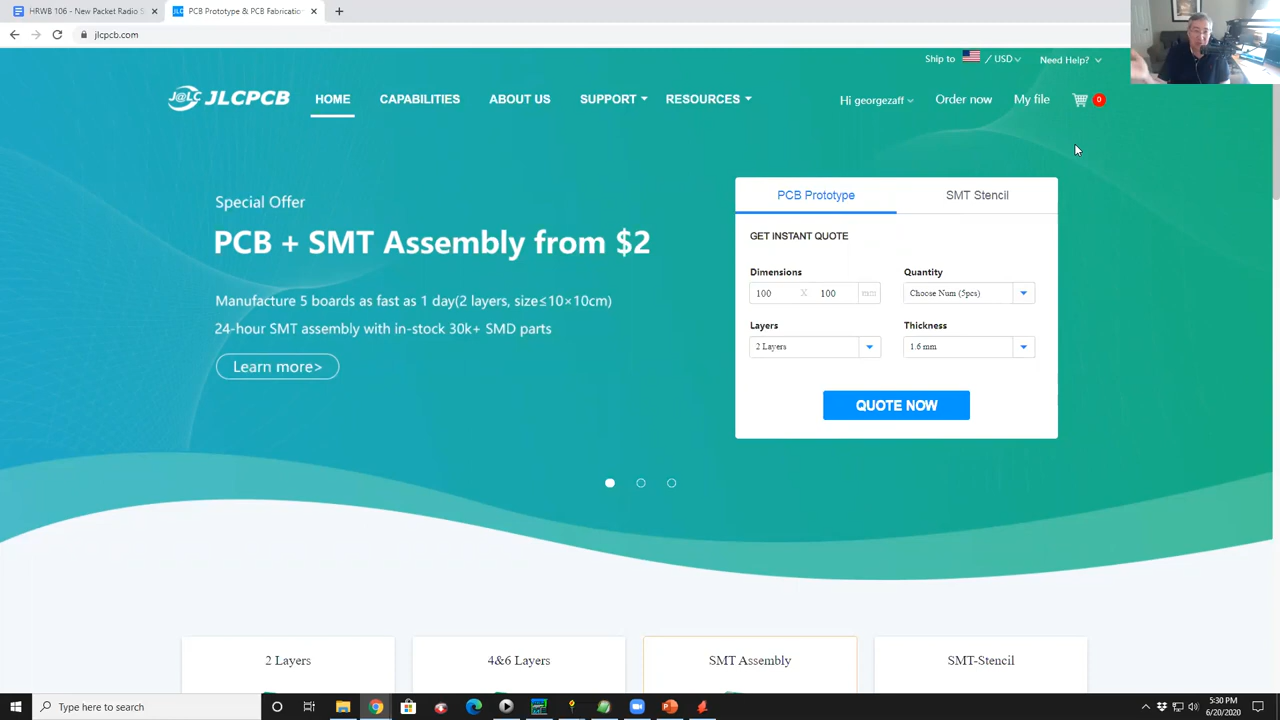 HRWB 106 - New Packet Radio S
PCB Prototype & PCB Fabricatio
jlcpcb.com
Ship to / USD
Need Help?
J@LC JLCPCB
HOME
CAPABILITIES
ABOUT US
SUPPORT
RESOURCES
Hi georgezaff
Order now
My file
0
Special Offer
PCB + SMT Assembly from $2
Manufacture 5 boards as fast as 1 day(2 layers, size≤10×10cm)
24-hour SMT assembly with in-stock 30k+ SMD parts
Learn more>
PCB Prototype
SMT Stencil
GET INSTANT QUOTE
Dimensions
Quantity
100 X 100 mm
Choose Num (5pcs)
Layers
Thickness
2 Layers
1.6 mm
QUOTE NOW
2 Layers
4&6 Layers
SMT Assembly
SMT-Stencil
Type here to search
5:30 PM
6/20/2020